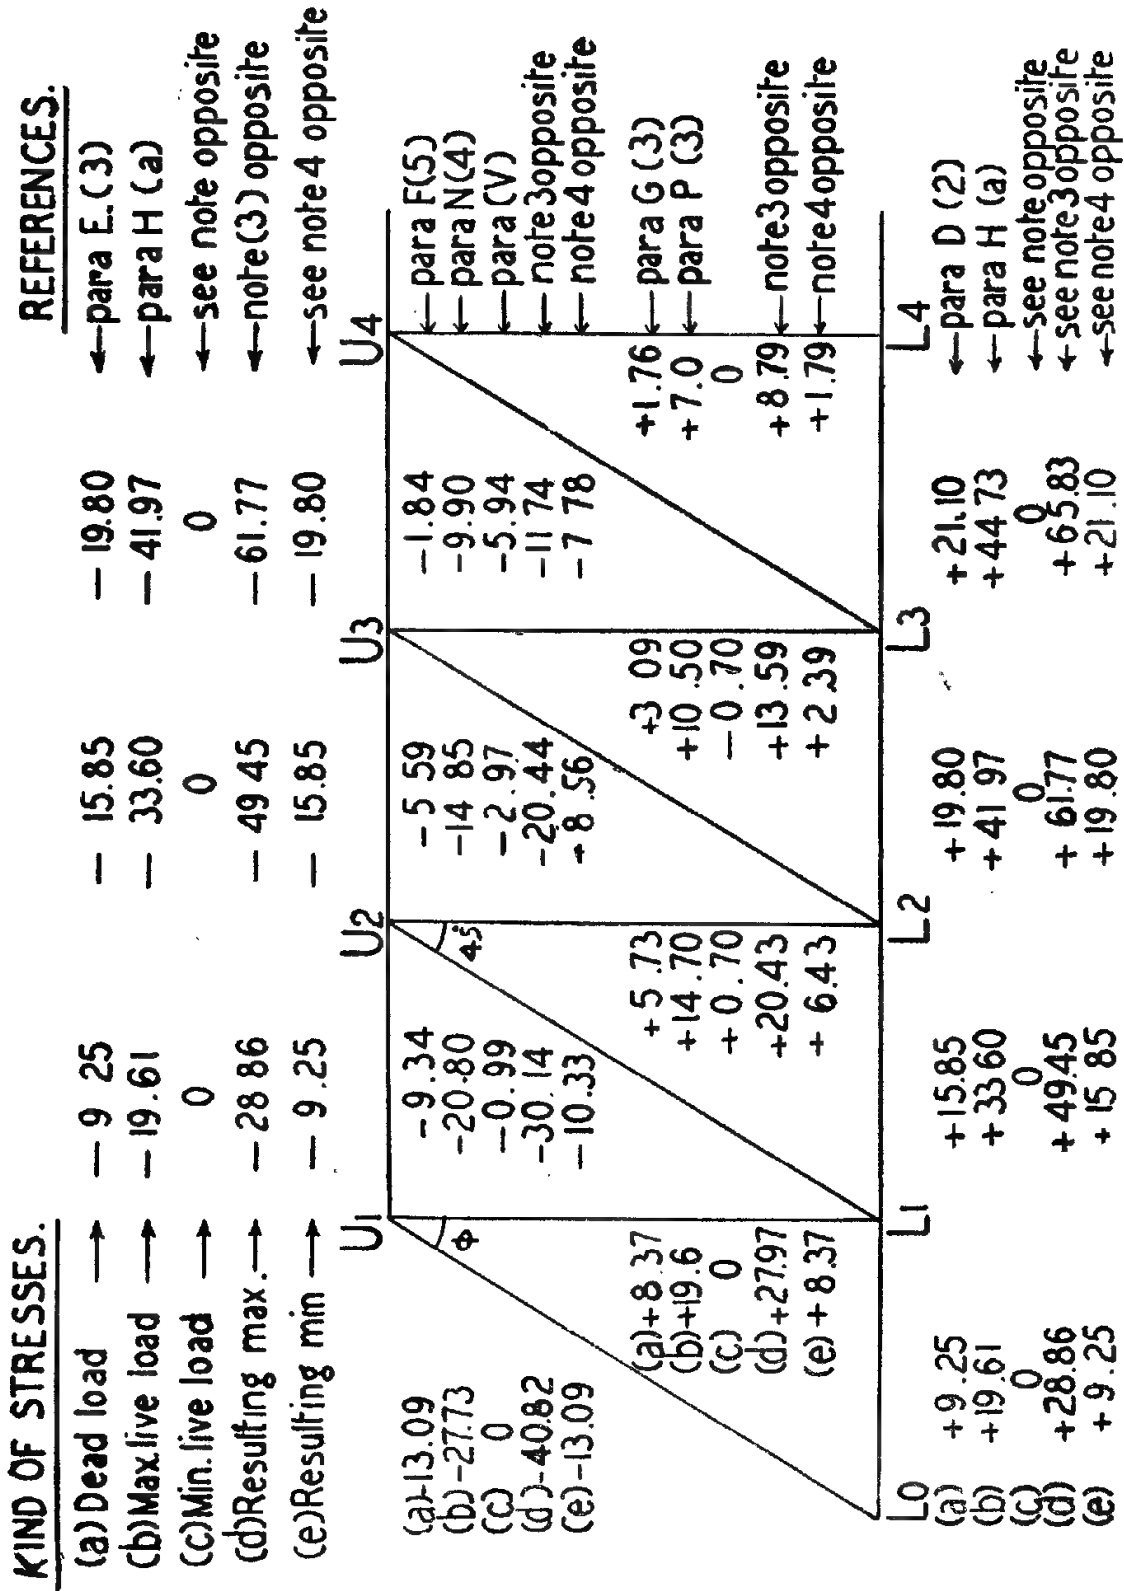 KIND OF STRESSES. REFERENCES.
(a) Dead load → — 9 25 — 15.85 — 19.80 ← para E. (3)
(b) Max.live load → — 19.61 — 33.60 — 41.97 ← para H (a)
(c) Min. live load → 0 0 0 ← see note opposite
(d) Resulting max. → — 28 86 — 49 45 — 61.77 ← note (3) opposite
(e) Resulting min → — 9.25 — 15.85 — 19.80 ← see note 4 opposite
U1 U2 U3 U4
(a)-13.09 -9.34 -5 59 -1.84 ← para F(5)
(b)-27.73 -20.80 -14 85 -9.90 ← para N(4)
(c) 0 -0.99 -2.97 -5.94 ← para (V)
(d)-40.82 -30.14 -20.44 -11 74 ← note 3 opposite
(e)-13.09 -10.33 8.56 -7 78 ← note 4 opposite
ϕ 45
(a)+8.37 +5.73 +3 09 +1.76 ← para G (3)
(b)+19.6 +14.70 +10.50 +7.0 ← para P (3)
(c) 0 +0.70 -0.70 0
(d)+27.97 +20.43 +13.59 +8.79 ← note 3 opposite
(e)+8.37 +6.43 +2.39 +1.79 ← note 4 opposite
L0 L1 L2 L3 L4
(a) +9.25 +15.85 +19.80 +21.10 ← para D (2)
(b) +19.61 +33 60 +41 97 +44 73 ← para H (a)
(c) 0 0 0 0 ← see note opposite
(d) +28.86 +49.45 +61.77 +65.83 ← see note 3 opposite
(e) +9.25 +15 85 +19.80 +21.10 ← see note 4 opposite